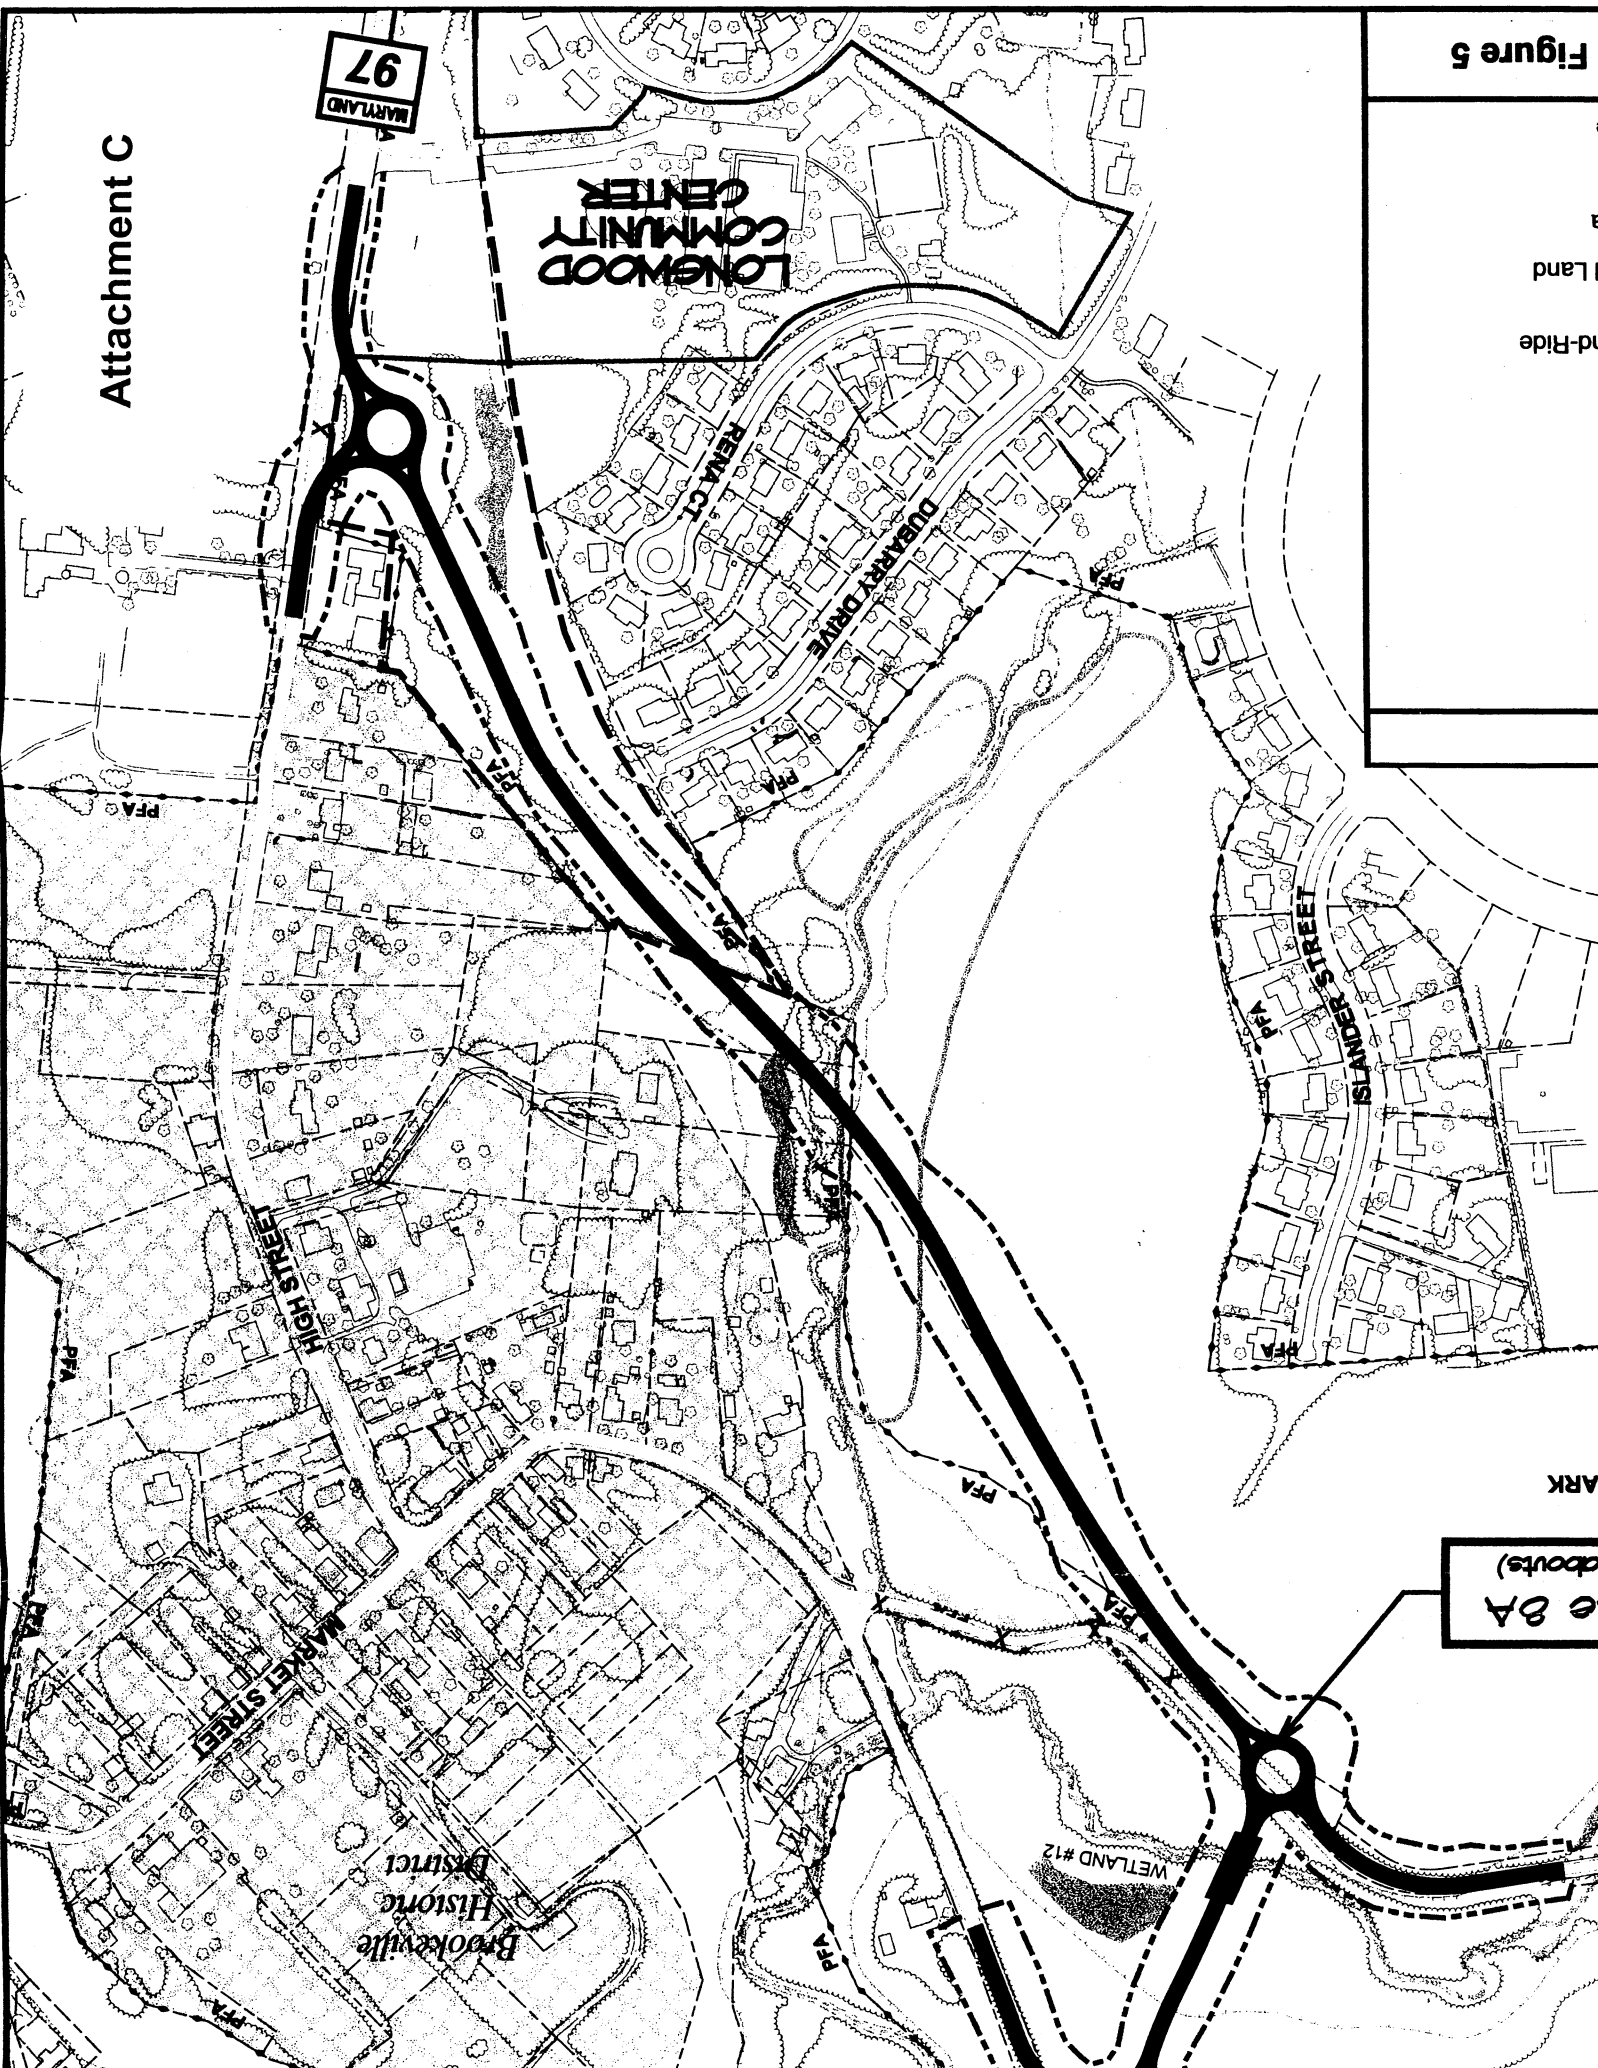 Figure 5
MARYLAND
97
Attachment C
LONGWOOD
COMMUNITY
CENTER
l Land
nd-Ride
RENA CT.
DUBARRY DRIVE
PFA
PFA
PFA
PFA
PFA
ISLANDER STREET
PFA
PFA
PFA
HIGH STREET
PFA
PFA
ARK
abouts)
e 8A
PFA
PFA
MARKET STREET
WETLAND #12
Brookeville
Historic
District
PFA
PFA